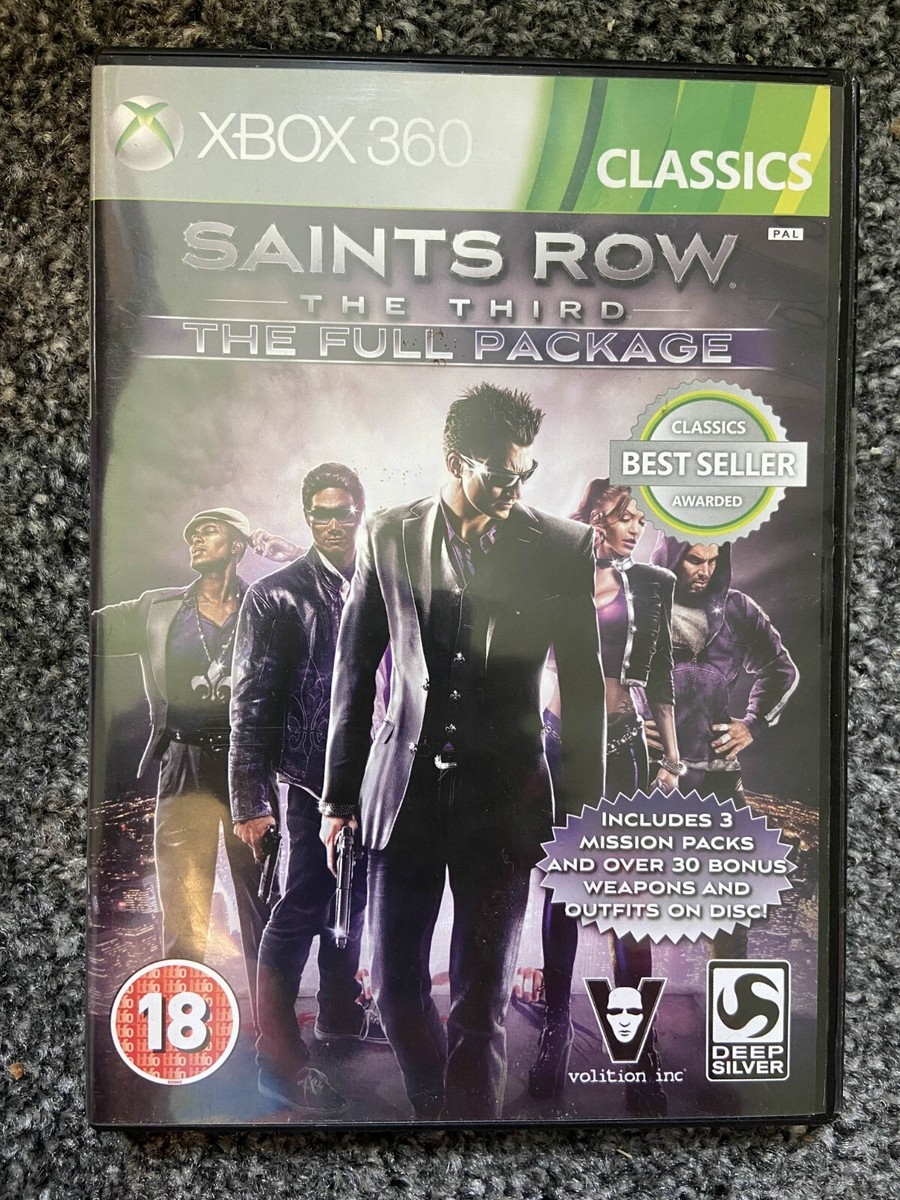 XBOX 360
CLASSICS
PAL
SAINTS ROW
THE THIRD
THE FULL PACKAGE
CLASSICS
BEST SELLER
AWARDED
INCLUDES 3
MISSION PACKS
AND OVER 30 BONUS
WEAPONS AND
OUTFITS ON DISC!
18
volition inc
DEEP
SILVER